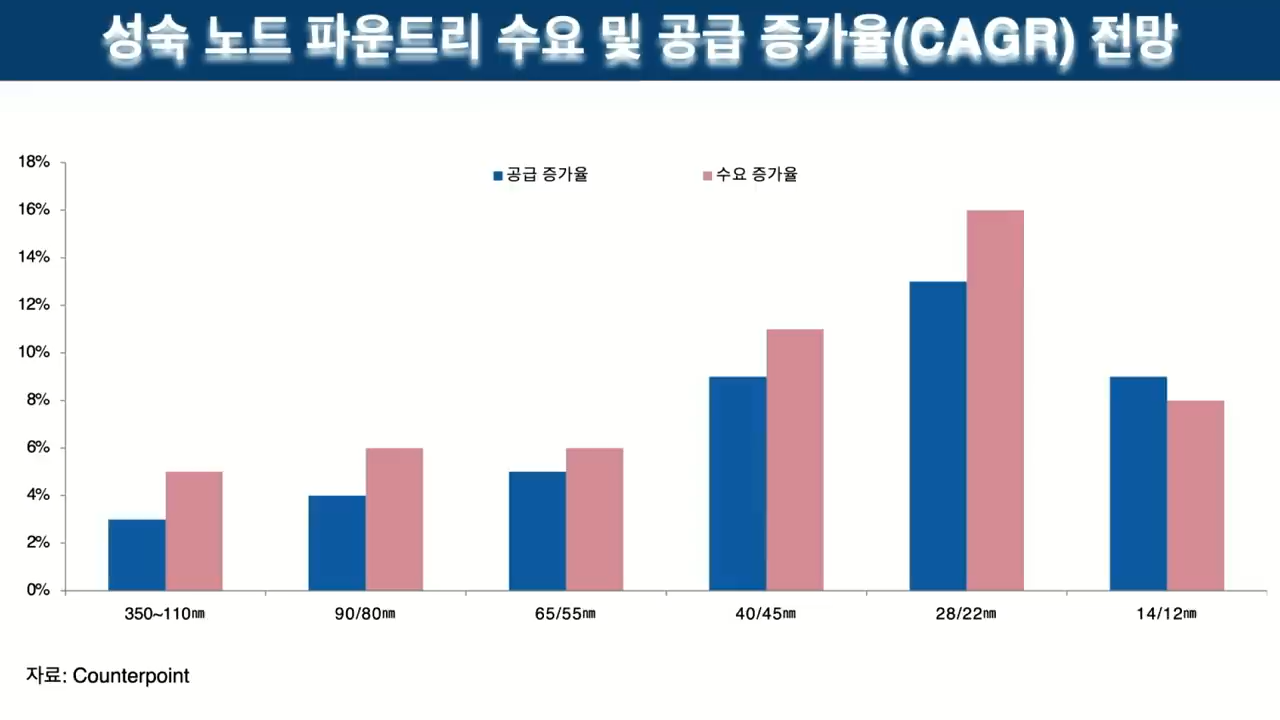 성숙 노드 파운드리 수요 및 공급 증가율(CAGR) 전망
공급 증가율 수요 증가율
18%
16%
14%
12%
10%
8%
6%
4%
2%
0%
350~110㎚ 90/80㎚ 65/55㎚ 40/45㎚ 28/22㎚ 14/12㎚
자료: Counterpoint